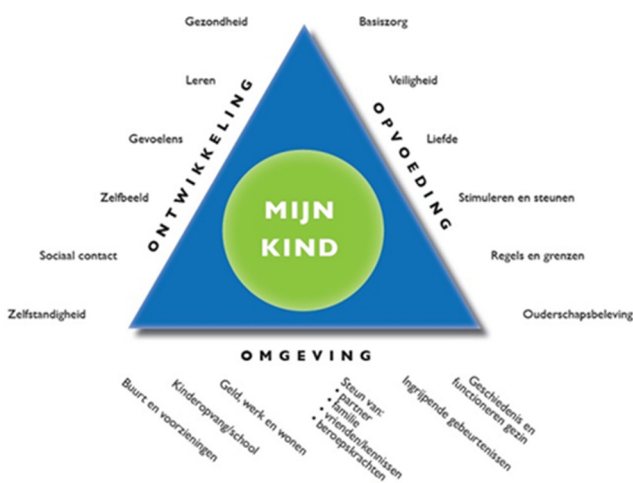 Gezondheid
Basiszorg
Leren
Veiligheid
Gevoelens
Liefde
Zelfbeeld
Stimuleren en steunen
Sociaal contact
Regels en grenzen
Zelfstandigheid
Ouderschapsbeleving
ONTWIKKELING
OPVOEDING
MIJN
KIND
OMGEVING
Buurt en voorzieningen
Kinderopvang/school
Geld, werk en wonen
Steun van:
• partner
• familie
• vrienden/kennissen
• beroepskrachten
Ingrijpende gebeurtenissen
Geschiedenis en
functioneren gezin